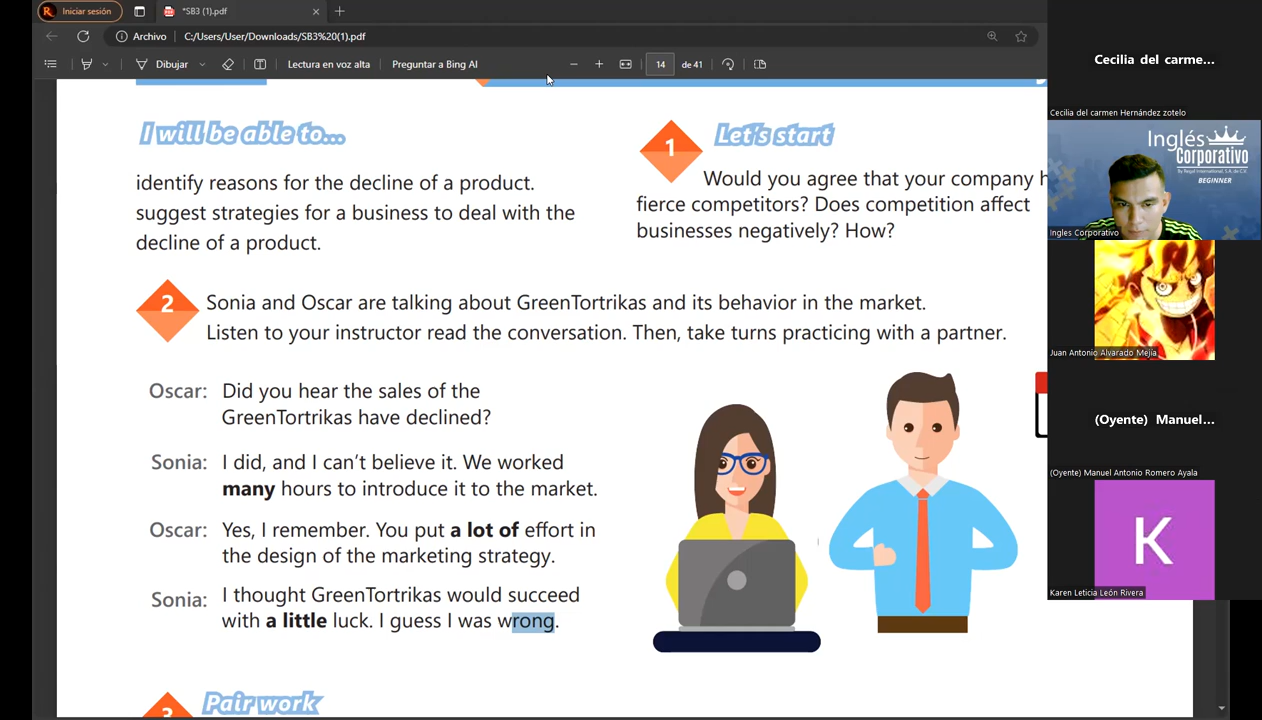 Iniciar sesión
*SB3 (1).pdf
Archivo
C:/Users/User/Downloads/SB3%20(1).pdf
Dibujar
Lectura en voz alta
Preguntar a Bing AI
14
de 41
I will be able to...
identify reasons for the decline of a product.
suggest strategies for a business to deal with the
decline of a product.
1
Let's start
Would you agree that your company h
fierce competitors? Does competition affect
businesses negatively? How?
2
Sonia and Oscar are talking about GreenTortrikas and its behavior in the market.
Listen to your instructor read the conversation. Then, take turns practicing with a partner.
Oscar: Did you hear the sales of the
GreenTortrikas have declined?
Sonia: I did, and I can't believe it. We worked
many hours to introduce it to the market.
Oscar: Yes, I remember. You put a lot of effort in
the design of the marketing strategy.
Sonia: I thought GreenTortrikas would succeed
with a little luck. I guess I was wrong.
3
Pair work
Cecilia del carme...
Cecilia del carmen Hernández zotelo
Inglés
Corporativo
By Regal International, S.A. de C.V.
BEGINNER
Ingles Corporativo
Juan Antonio Alvarado Mejía
(Oyente) Manuel...
(Oyente) Manuel Antonio Romero Ayala
K
Karen Leticia León Rivera